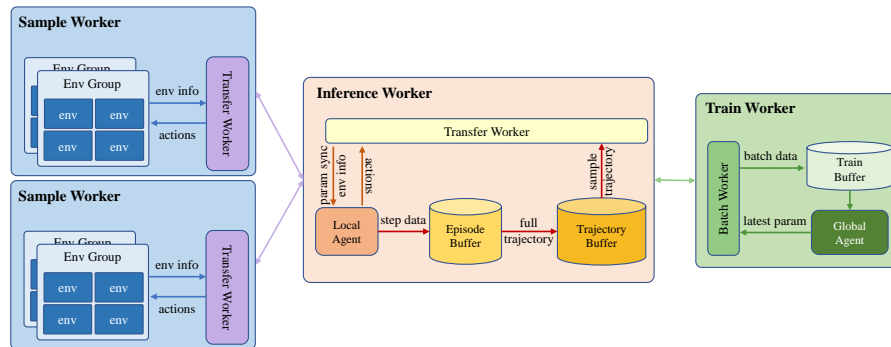 Sample Worker
Env Group
Env Group
env
env
env
env
env info
actions
Transfer Worker
Sample Worker
Env Group
Env Group
env
env
env
env
env info
actions
Transfer Worker
Inference Worker
Transfer Worker
param sync
env info
actions
sample
trajectory
Local
Agent
step data
Episode
Buffer
full
trajectory
Trajectory
Buffer
Train Worker
Batch Worker
batch data
Train
Buffer
latest param
Global
Agent